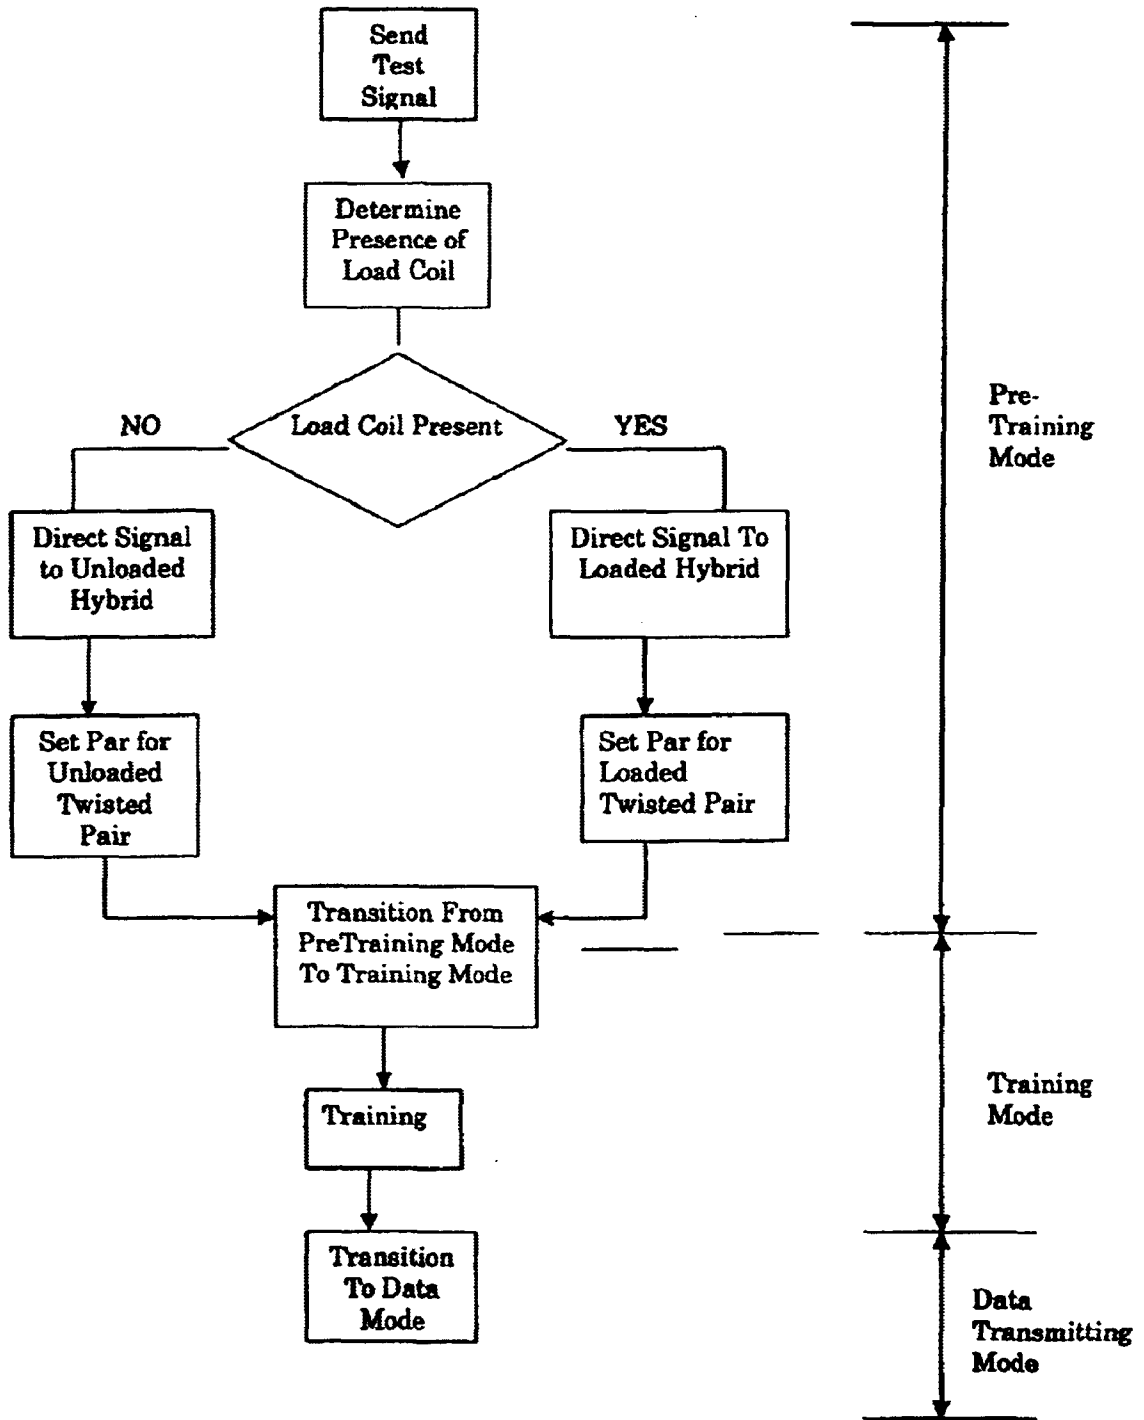 Send
Test
Signal
Determine
Presence of
Load Coil
Load Coil Present
NO
YES
Direct Signal
to Unloaded
Hybrid
Direct Signal To
Loaded Hybrid
Set Par for
Unloaded
Twisted
Pair
Set Par for
Loaded
Twisted Pair
Transition From
PreTraining Mode
To Training Mode
Training
Transition
To Data
Mode
Pre-
Training
Mode
Training
Mode
Data
Transmitting
Mode